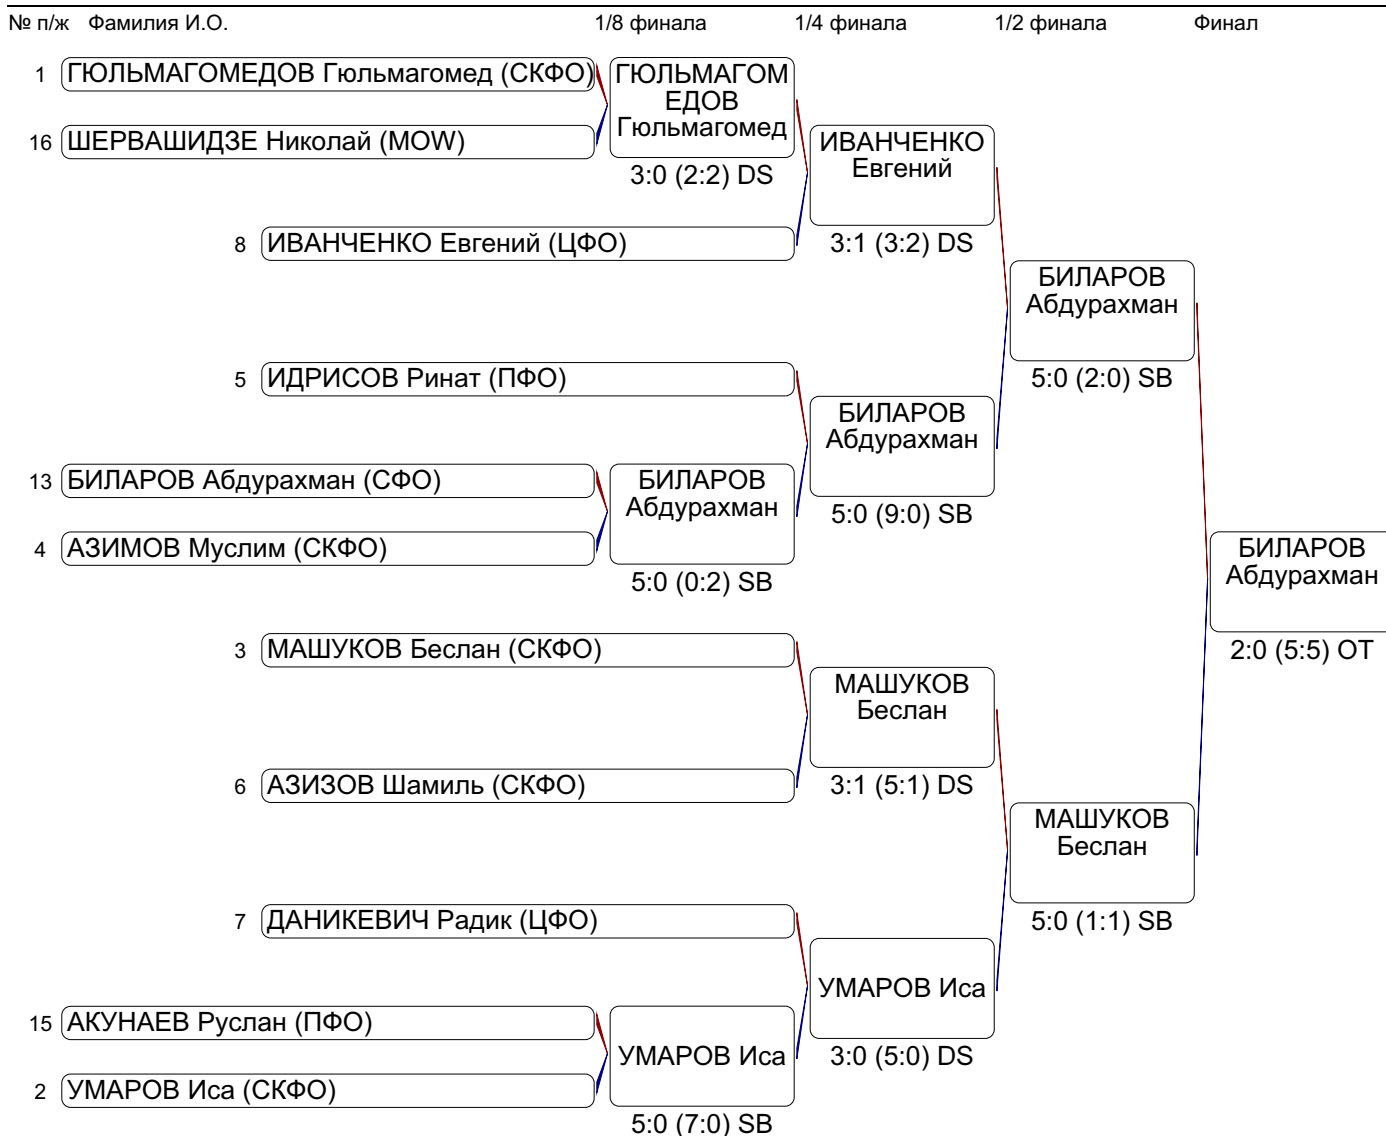 № п/ж Фамилия И.О. 1/8 финала 1/4 финала 1/2 финала Финал
1 ГЮЛЬМАГОМЕДОВ Гюльмагомед (СКФО)
16 ШЕРВАШИДЗЕ Николай (MOW)
ГЮЛЬМАГОМ
ЕДОВ
Гюльмагомед
3:0 (2:2) DS
8 ИВАНЧЕНКО Евгений (ЦФО)
ИВАНЧЕНКО
Евгений
3:1 (3:2) DS
5 ИДРИСОВ Ринат (ПФО)
13 БИЛАРОВ Абдурахман (СФО)
4 АЗИМОВ Муслим (СКФО)
БИЛАРОВ
Абдурахман
5:0 (0:2) SB
БИЛАРОВ
Абдурахман
5:0 (9:0) SB
БИЛАРОВ
Абдурахман
5:0 (2:0) SB
3 МАШУКОВ Беслан (СКФО)
6 АЗИЗОВ Шамиль (СКФО)
МАШУКОВ
Беслан
3:1 (5:1) DS
7 ДАНИКЕВИЧ Радик (ЦФО)
15 АКУНАЕВ Руслан (ПФО)
2 УМАРОВ Иса (СКФО)
УМАРОВ Иса
5:0 (7:0) SB
УМАРОВ Иса
3:0 (5:0) DS
МАШУКОВ
Беслан
5:0 (1:1) SB
БИЛАРОВ
Абдурахман
2:0 (5:5) OT